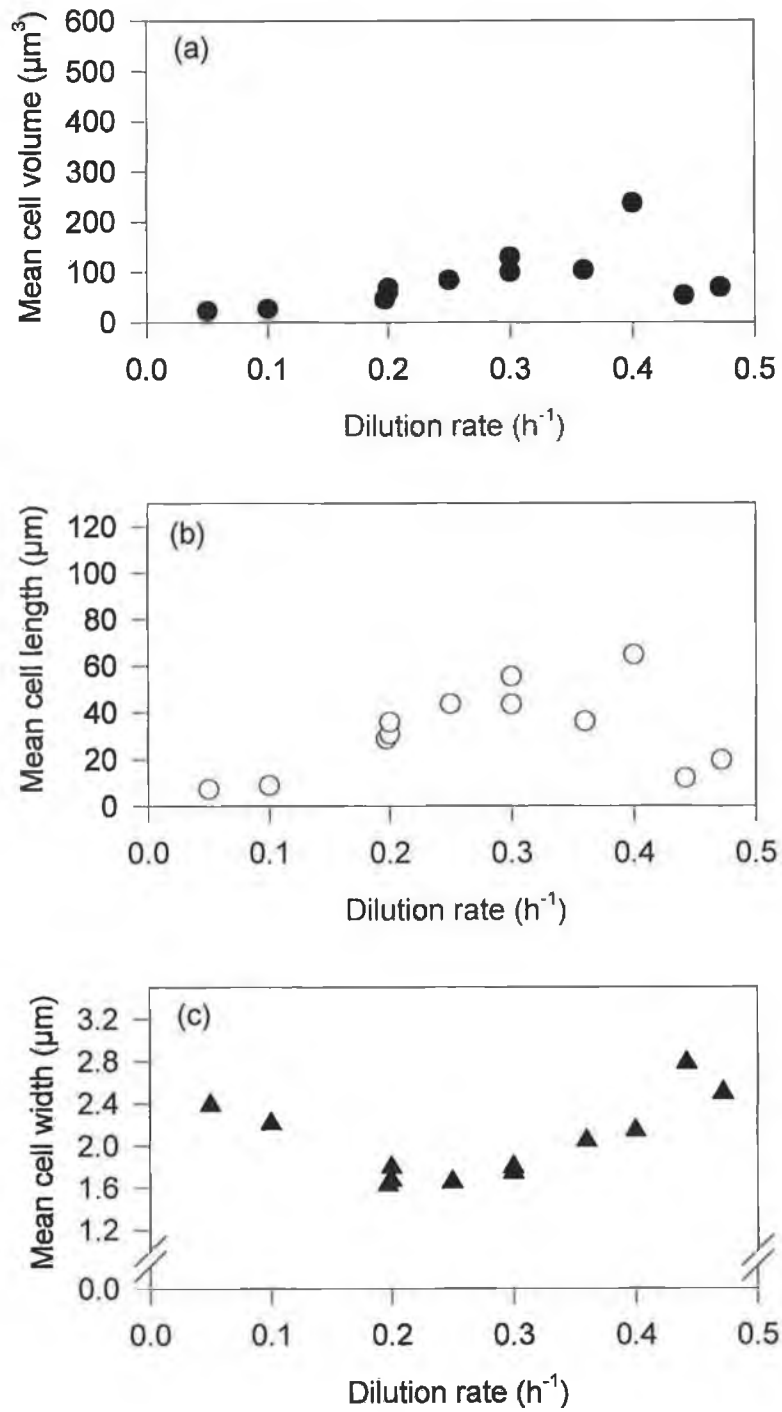 600
500
400
300
200
100
0
(a)
Mean cell volume (µm³)
0.0 0.1 0.2 0.3 0.4 0.5
Dilution rate (h⁻¹)
120
100
80
60
40
20
0
(b)
Mean cell length (µm)
0.0 0.1 0.2 0.3 0.4 0.5
Dilution rate (h⁻¹)
3.2
2.8
2.4
2.0
1.6
1.2
0.0
(c)
Mean cell width (µm)
0.0 0.1 0.2 0.3 0.4 0.5
Dilution rate (h⁻¹)